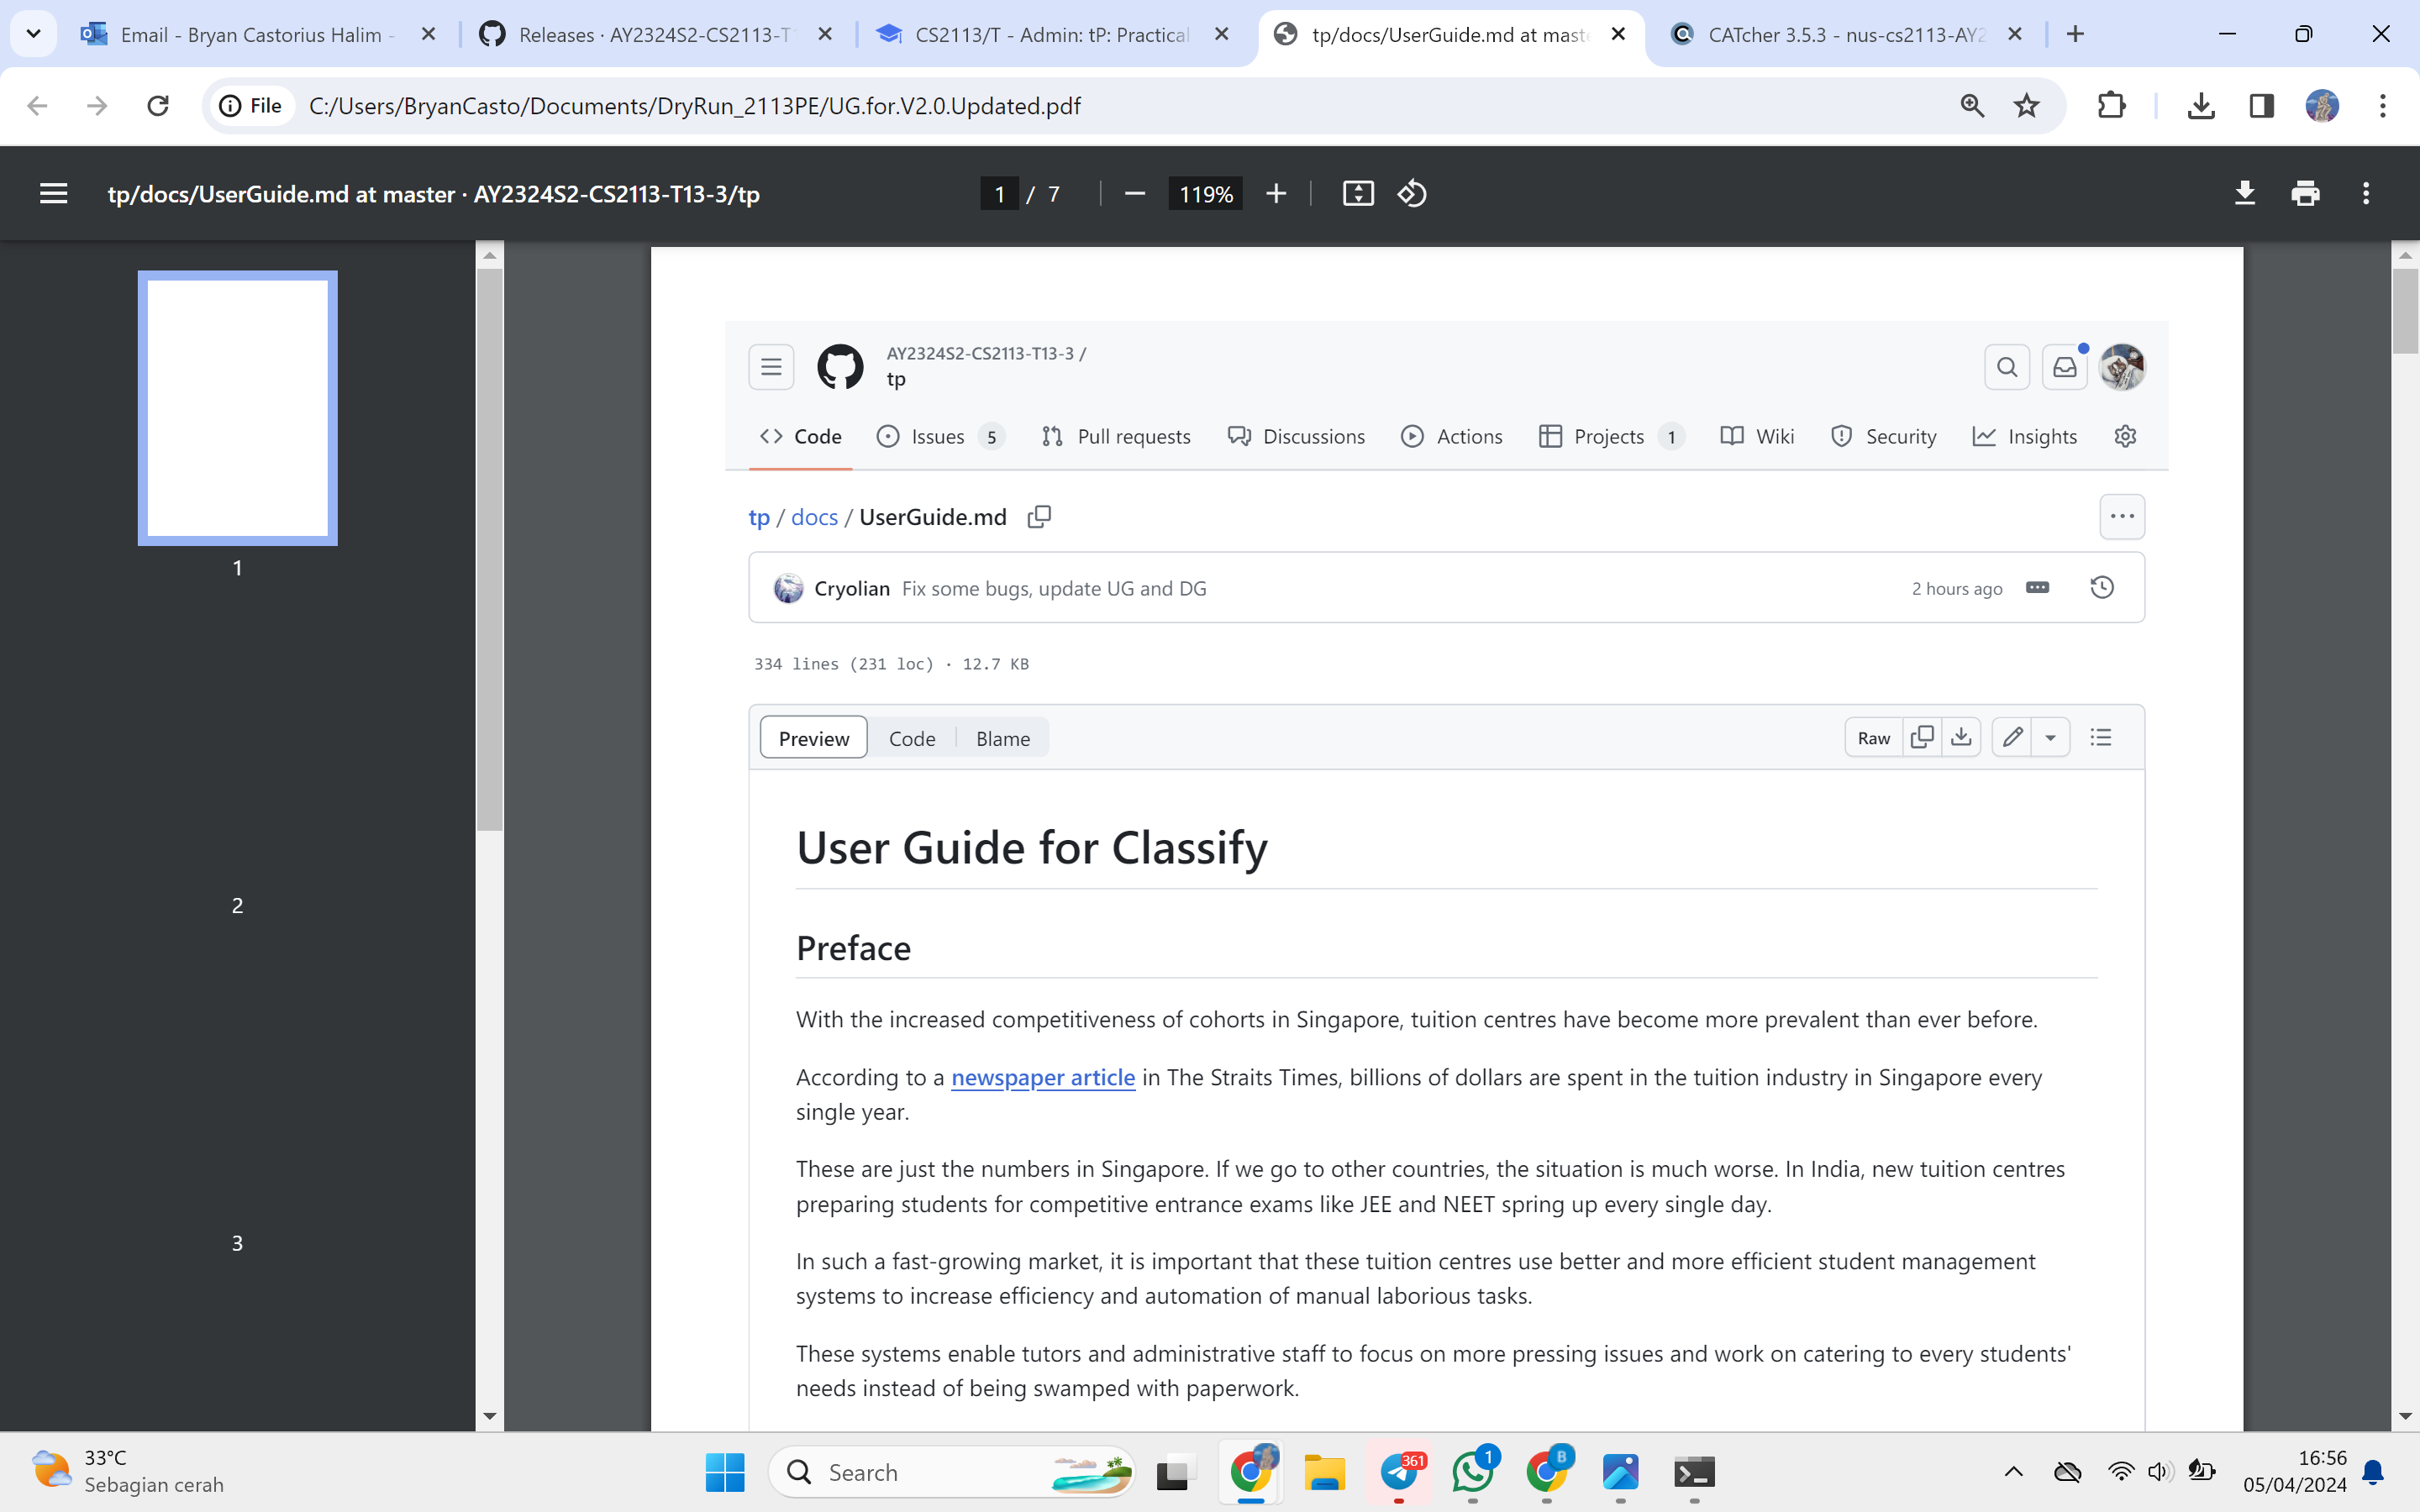 Email - Bryan Castorius Halim -
Releases · AY2324S2-CS2113-T
CS2113/T - Admin: tP: Practical
tp/docs/UserGuide.md at maste
CATcher 3.5.3 - nus-cs2113-AY2
File
C:/Users/BryanCasto/Documents/DryRun_2113PE/UG.for.V2.0.Updated.pdf
tp/docs/UserGuide.md at master · AY2324S2-CS2113-T13-3/tp
1 / 7
119%
1
2
3
AY2324S2-CS2113-T13-3 /
tp
Code
Issues 5
Pull requests
Discussions
Actions
Projects 1
Wiki
Security
Insights
tp / docs / UserGuide.md
Cryolian Fix some bugs, update UG and DG
2 hours ago
334 lines (231 loc) · 12.7 KB
Preview
Code
Blame
Raw
User Guide for Classify
Preface
With the increased competitiveness of cohorts in Singapore, tuition centres have become more prevalent than ever before.
According to a newspaper article in The Straits Times, billions of dollars are spent in the tuition industry in Singapore every
single year.
These are just the numbers in Singapore. If we go to other countries, the situation is much worse. In India, new tuition centres
preparing students for competitive entrance exams like JEE and NEET spring up every single day.
In such a fast-growing market, it is important that these tuition centres use better and more efficient student management
systems to increase efficiency and automation of manual laborious tasks.
These systems enable tutors and administrative staff to focus on more pressing issues and work on catering to every students'
needs instead of being swamped with paperwork.
33°C
Sebagian cerah
Search
361
1
B
16:56
05/04/2024